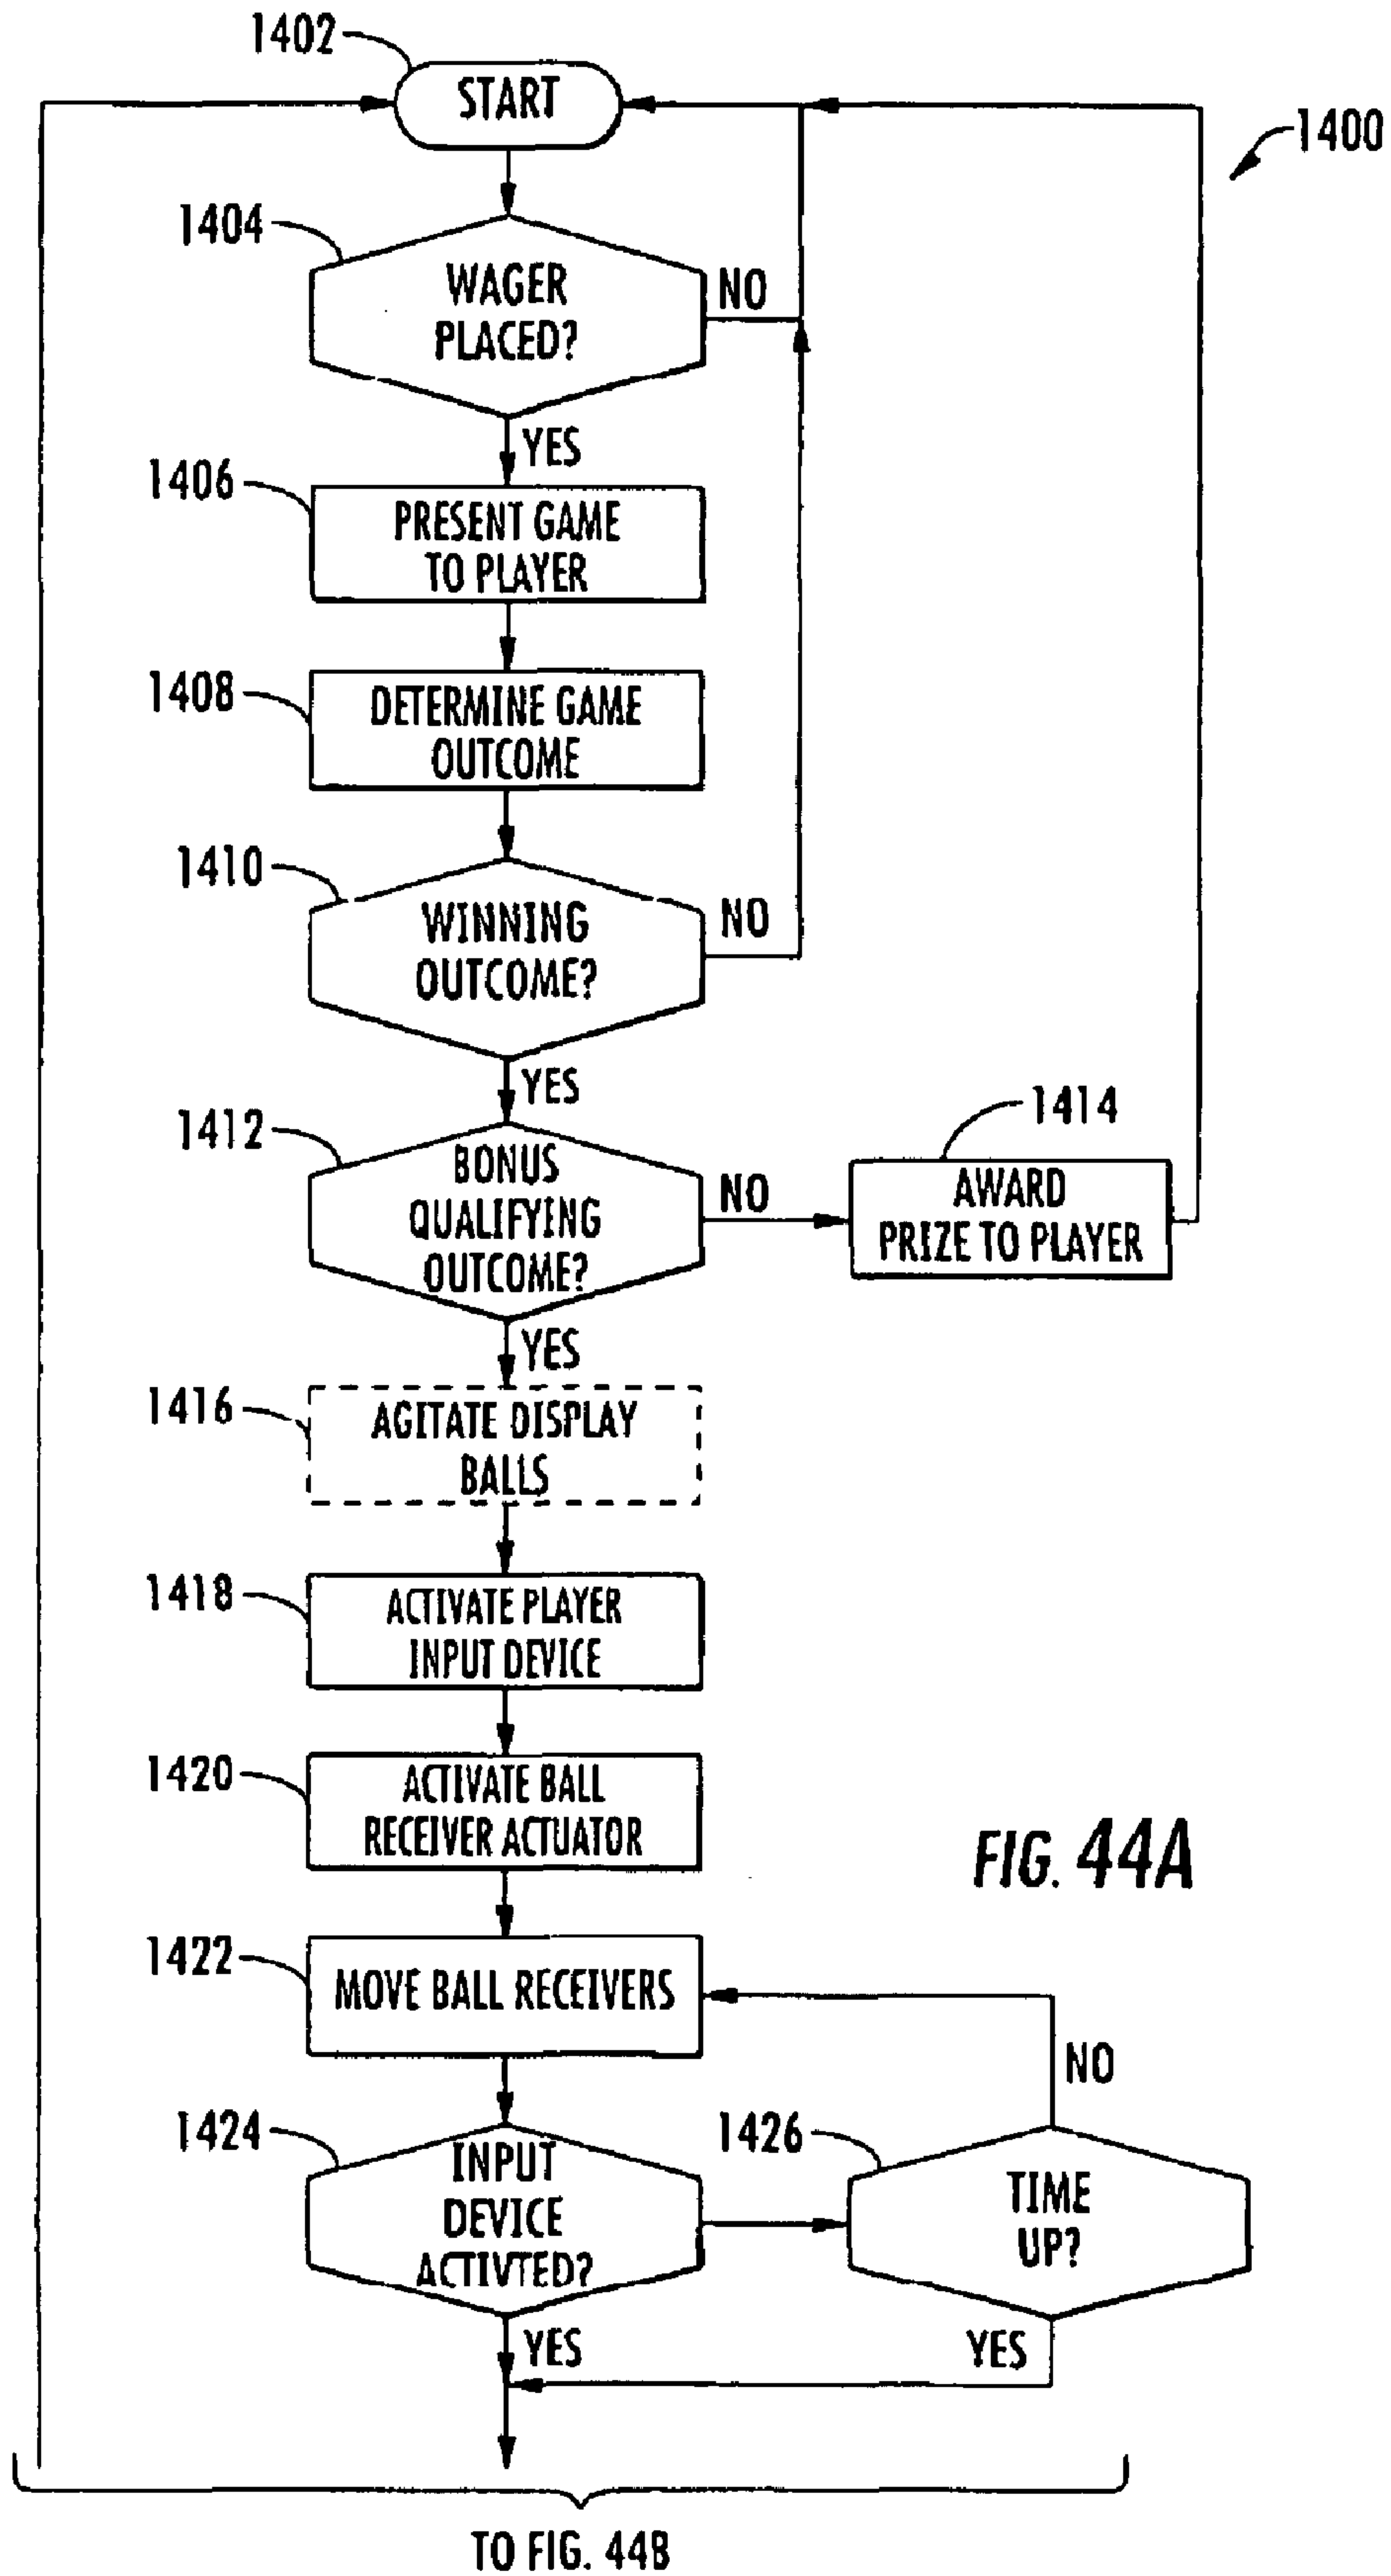 1402
START
1400
1404
WAGER
PLACED?
NO
YES
1406
PRESENT GAME
TO PLAYER
1408
DETERMINE GAME
OUTCOME
1410
WINNING
OUTCOME?
NO
YES
1412
BONUS
QUALIFYING
OUTCOME?
NO
1414
AWARD
PRIZE TO PLAYER
YES
1416
AGITATE DISPLAY
BALLS
1418
ACTIVATE PLAYER
INPUT DEVICE
1420
ACTIVATE BALL
RECEIVER ACTUATOR
FIG. 44A
1422
MOVE BALL RECEIVERS
NO
1424
INPUT
DEVICE
ACTIVTED?
1426
TIME
UP?
YES
YES
TO FIG. 44B